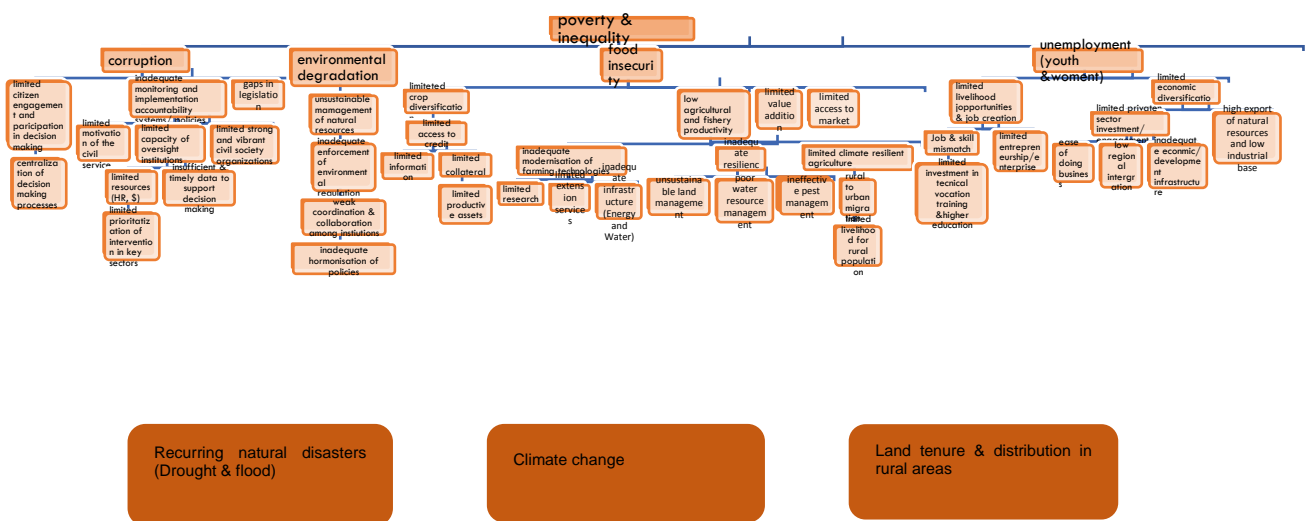 poverty &
inequality
corruption
environmental
degradation
food
insecuri
ty
unemployment
(youth
&women)
limited
citizen
engagemen
t and
paricipation
in decision
making
centraliza
tion of
decision
making
processes
inadequate
monitoring and
implementation
accountability
systems/policies
gaps in
legislatio
n
limited
motivatio
n of the
civil
service
limited
capacity of
oversight
institutions
limited strong
and vibrant
civil society
organizations
limited
resources
(HR, $)
insufficient &
timely data to
support
decision
making
limited
prioritizati
on of
interventio
n in key
sectors
unsustainable
mamagement
of natural
resources
inadequate
enforcement
of
environment
al
regulation
weak
coordination &
collaboration
among instiutions
inadequate
hormonisation of
policies
limiteted
crop
diversificatio
limited
access to
credit
limited
informati
on
limited
collateral
limited
productiv
e assets
low
agricultural
and fishery
productivity
limited
value
additio
n
limited
access to
market
inadequate
modernisation of
farming technologies
limited
research
limited
extens
ion
service
s
inadequ
ate
infrastr
ucture
(Energy
and
Water)
inadequ
ate
resilienc
limited climate resilient
agriculture
unsustaina
ble land
manageme
nt
poor
water
resource
managem
ent
ineffectiv
e pest
managem
ent
rural
to
urban
migra
limited
livelihoo
d for
rural
populati
on
limited
livelihood
jopportunities
& job creation
Job & skill
mismatch
limited
entrepren
eurship/e
nterprise
limited
investment in
tecnical
vocation
training
&higher
education
limited
economic
diversificatio
limited private
sector
investment/
high export
of natural
resources
and low
industrial
base
ease
of
doing
busines
s
low
region
al
intergr
ation
inadequat
e econmic/
developme
nt
infrastructu
re
Recurring natural disasters
(Drought & flood)
Climate change
Land tenure & distribution in
rural areas